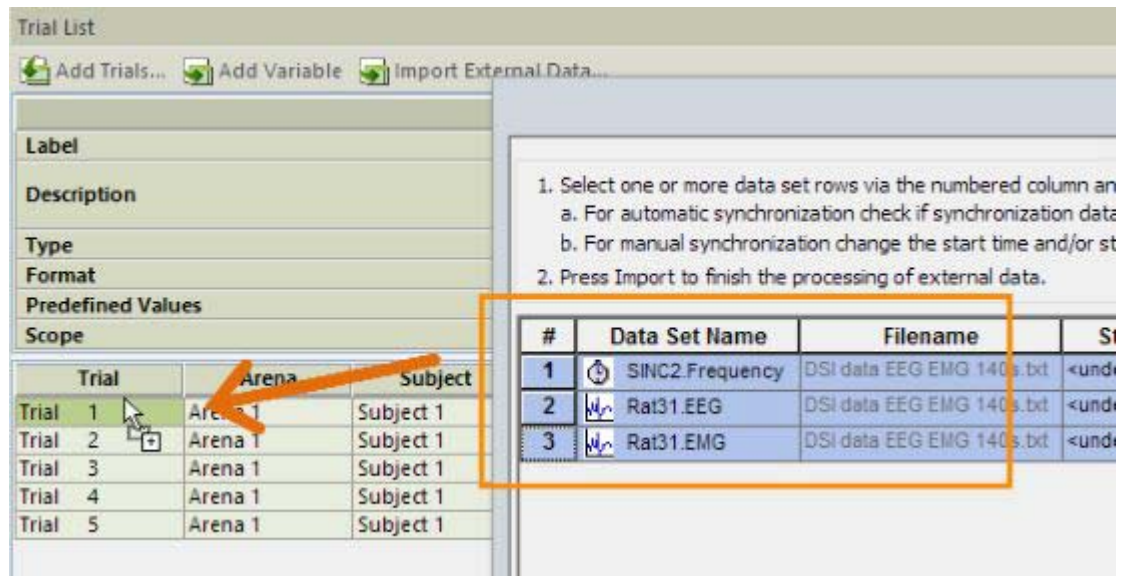 Trial List
Add Trials... Add Variable Import External Data...
Label
Description
Type
Format
Predefined Values
Scope
Trial Arena Subject
Trial 1 Arena 1 Subject 1
Trial 2 Arena 1 Subject 1
Trial 3 Arena 1 Subject 1
Trial 4 Arena 1 Subject 1
Trial 5 Arena 1 Subject 1
1. Select one or more data set rows via the numbered column an
a. For automatic synchronization check if synchronization data
b. For manual synchronization change the start time and/or st
2. Press Import to finish the processing of external data.
# Data Set Name Filename St
1 SINC2.Frequency DSI data EEG EMG 140s.txt <unde
2 Rat31.EEG DSI data EEG EMG 140s.txt <unde
3 Rat31.EMG DSI data EEG EMG 140s.txt <unde